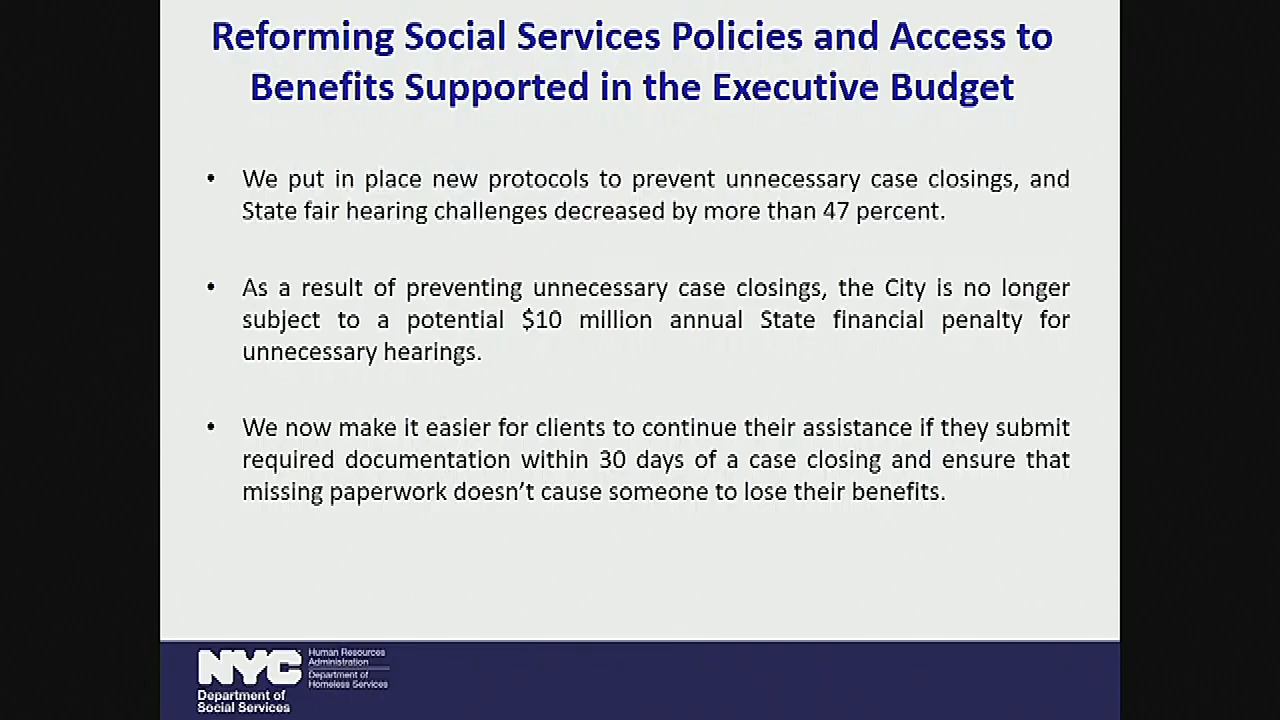 Reforming Social Services Policies and Access to
Benefits Supported in the Executive Budget
• We put in place new protocols to prevent unnecessary case closings, and
State fair hearing challenges decreased by more than 47 percent.
• As a result of preventing unnecessary case closings, the City is no longer
subject to a potential $10 million annual State financial penalty for
unnecessary hearings.
• We now make it easier for clients to continue their assistance if they submit
required documentation within 30 days of a case closing and ensure that
missing paperwork doesn’t cause someone to lose their benefits.
NYC
Department of
Social Services
Human Resources
Administration
Department of
Homeless Services